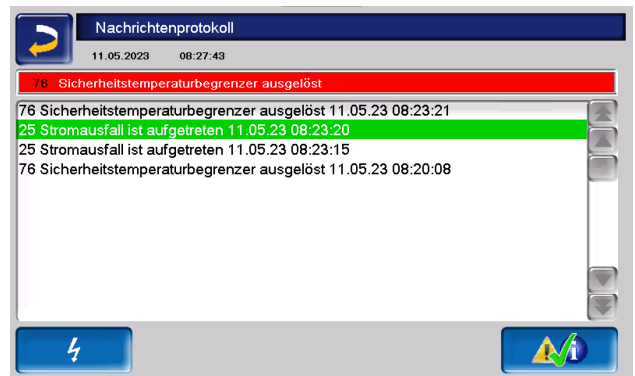 Nachrichtenprotokoll
11.05.2023 08:27:43
76 Sicherheitstemperaturbegrenzer ausgelöst
76 Sicherheitstemperaturbegrenzer ausgelöst 11.05.23 08:23:21
25 Stromausfall ist aufgetreten 11.05.23 08:23:20
25 Stromausfall ist aufgetreten 11.05.23 08:23:15
76 Sicherheitstemperaturbegrenzer ausgelöst 11.05.23 08:20:08